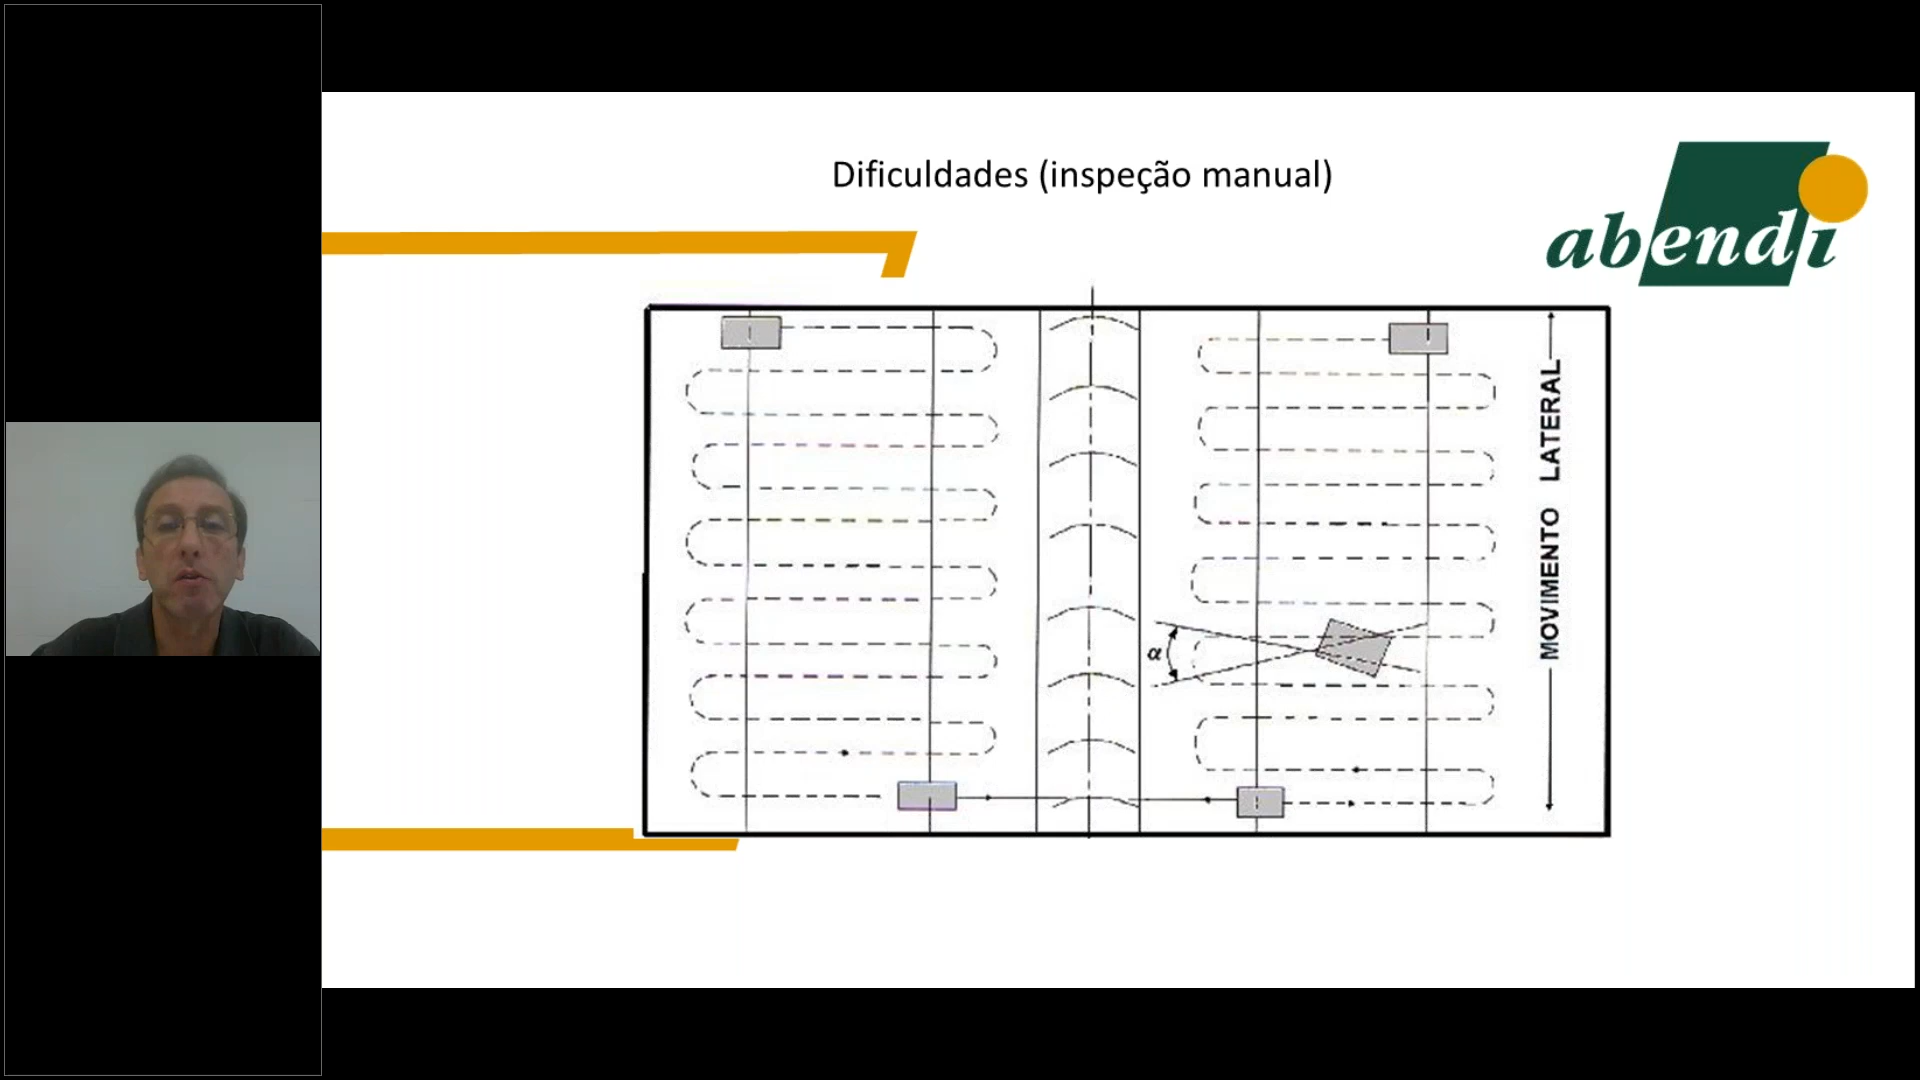 Dificuldades (inspeção manual)
abendi
MOVIMENTO LATERAL
α